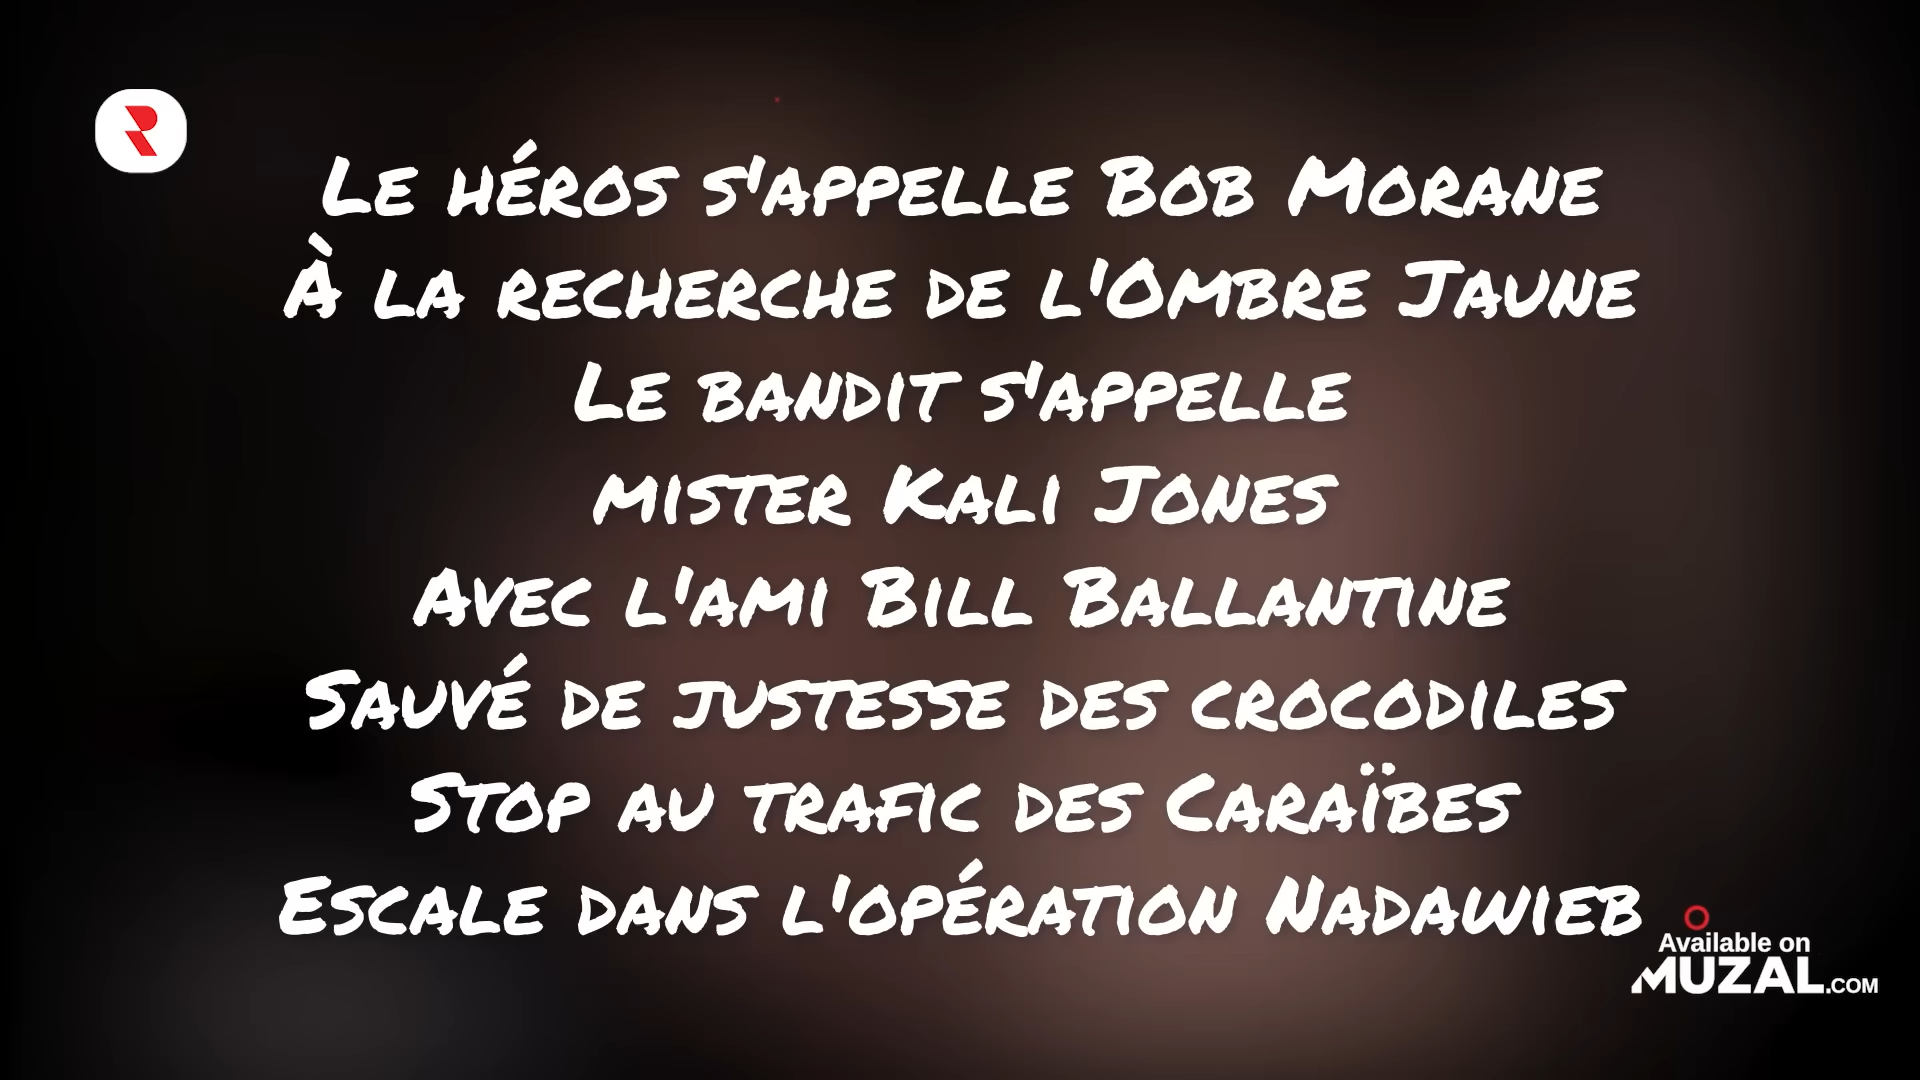 Le héros s'appelle Bob Morane
À la recherche de l'Ombre Jaune
Le bandit s'appelle
mister Kali Jones
Avec l'ami Bill Ballantine
Sauvé de justesse des crocodiles
Stop au trafic des Caraïbes
Escale dans l'opération Nadawieb
Available on
MUZAL.COM